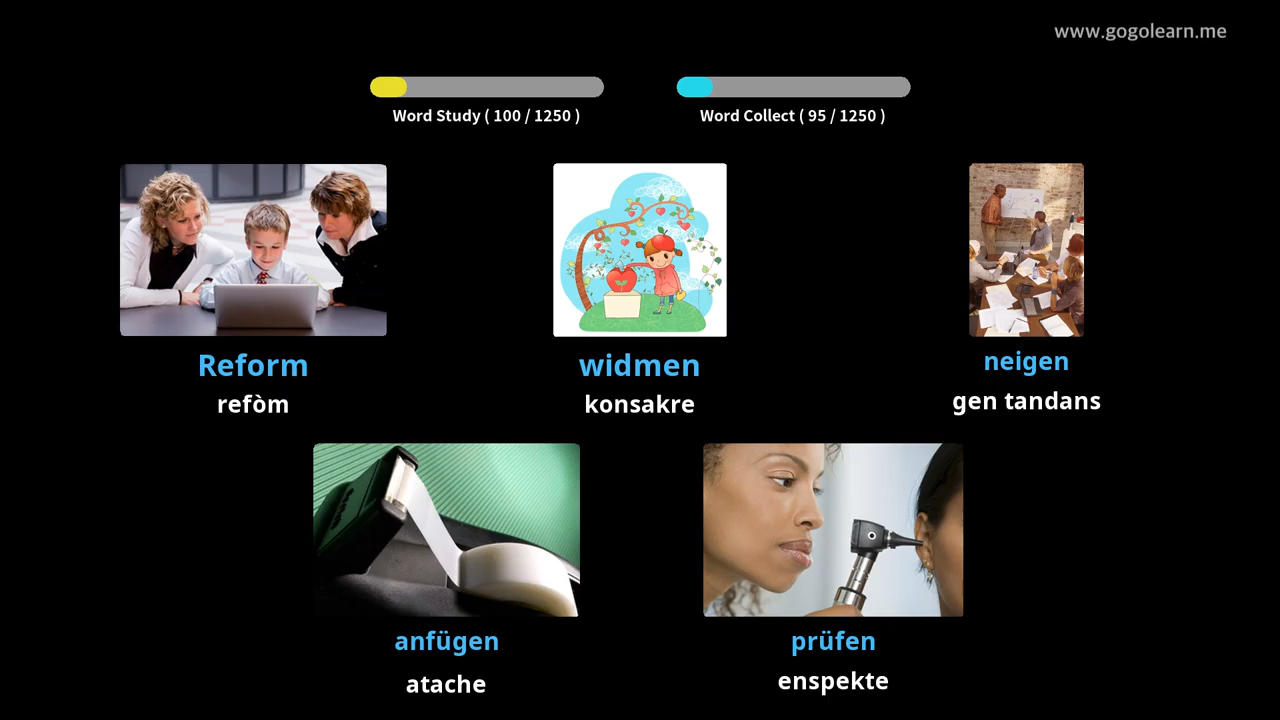 www.gogolearn.me
Word Study ( 100 / 1250 )
Word Collect ( 95 / 1250 )
Reform
refòm
widmen
konsakre
neigen
gen tandans
anfügen
atache
prüfen
enspekte